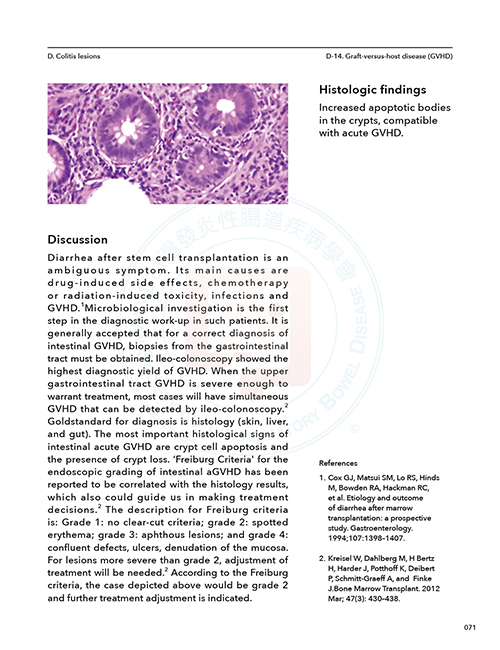 D. Colitis lesions
D-14. Graft-versus-host disease (GVHD)
Histologic findings
Increased apoptotic bodies
in the crypts, compatible
with acute GVHD.
Discussion
Diarrhea after stem cell transplantation is an
ambiguous symptom. Its main causes are
drug-induced side effects, chemotherapy
or radiation-induced toxicity, infections and
GVHD.¹Microbiological investigation is the first
step in the diagnostic work-up in such patients. It is
generally accepted that for a correct diagnosis of
intestinal GVHD, biopsies from the gastrointestinal
tract must be obtained. Ileo-colonoscopy showed the
highest diagnostic yield of GVHD. When the upper
gastrointestinal tract GVHD is severe enough to
warrant treatment, most cases will have simultaneous
GVHD that can be detected by ileo-colonoscopy.²
Goldstandard for diagnosis is histology (skin, liver,
and gut). The most important histological signs of
intestinal acute GVHD are crypt cell apoptosis and
the presence of crypt loss. 'Freiburg Criteria' for the
endoscopic grading of intestinal aGVHD has been
reported to be correlated with the histology results,
which also could guide us in making treatment
decisions.² The description for Freiburg criteria
is: Grade 1: no clear-cut criteria; grade 2: spotted
erythema; grade 3: aphthous lesions; and grade 4:
confluent defects, ulcers, denudation of the mucosa.
For lesions more severe than grade 2, adjustment of
treatment will be needed.² According to the Freiburg
criteria, the case depicted above would be grade 2
and further treatment adjustment is indicated.
References
1. Cox GJ, Matsui SM, Lo RS, Hinds
M, Bowden RA, Hackman RC,
et al. Etiology and outcome
of diarrhea after marrow
transplantation: a prospective
study. Gastroenterology.
1994;107:1398–1407.
2. Kreisel W, Dahlberg M, H Bertz
H, Harder J, Potthoff K, Deibert
P, Schmitt-Graeff A, and Finke
J.Bone Marrow Transplant. 2012
Mar; 47(3): 430–438.
071
發炎性腸道疾病學會
ORY BOWEL DISEASE
®